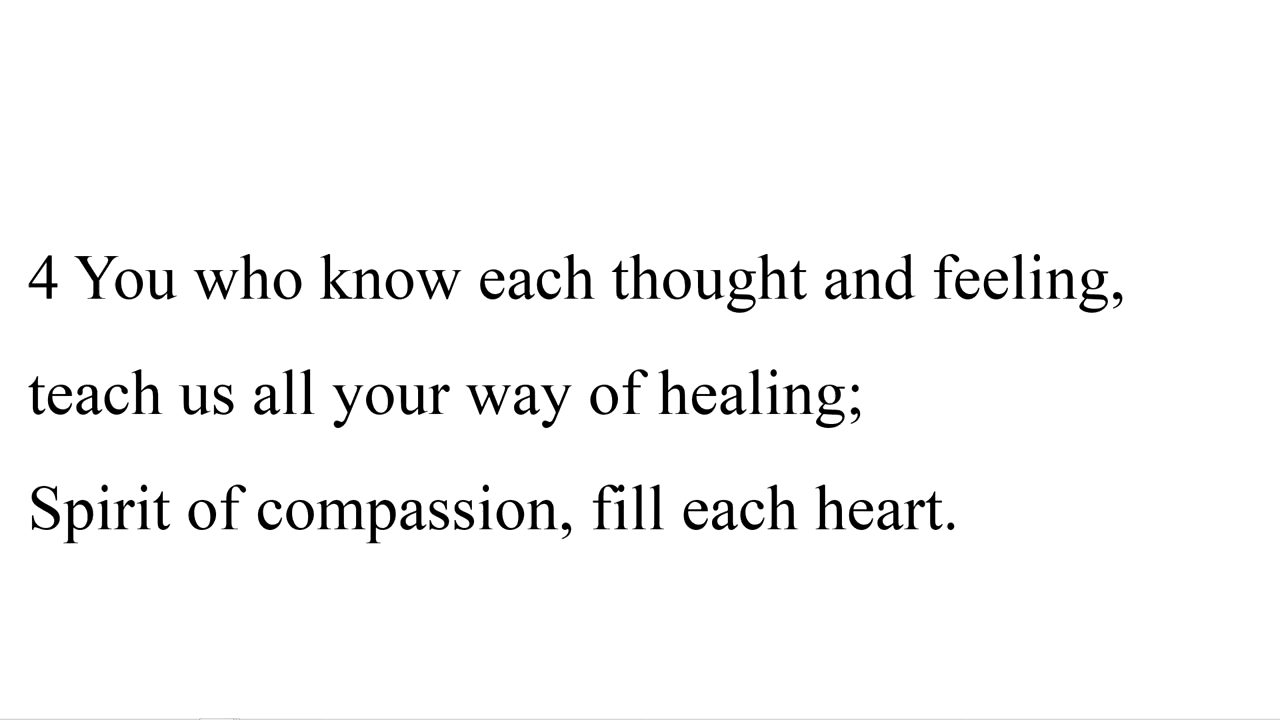 4 You who know each thought and feeling,
teach us all your way of healing;
Spirit of compassion, fill each heart.